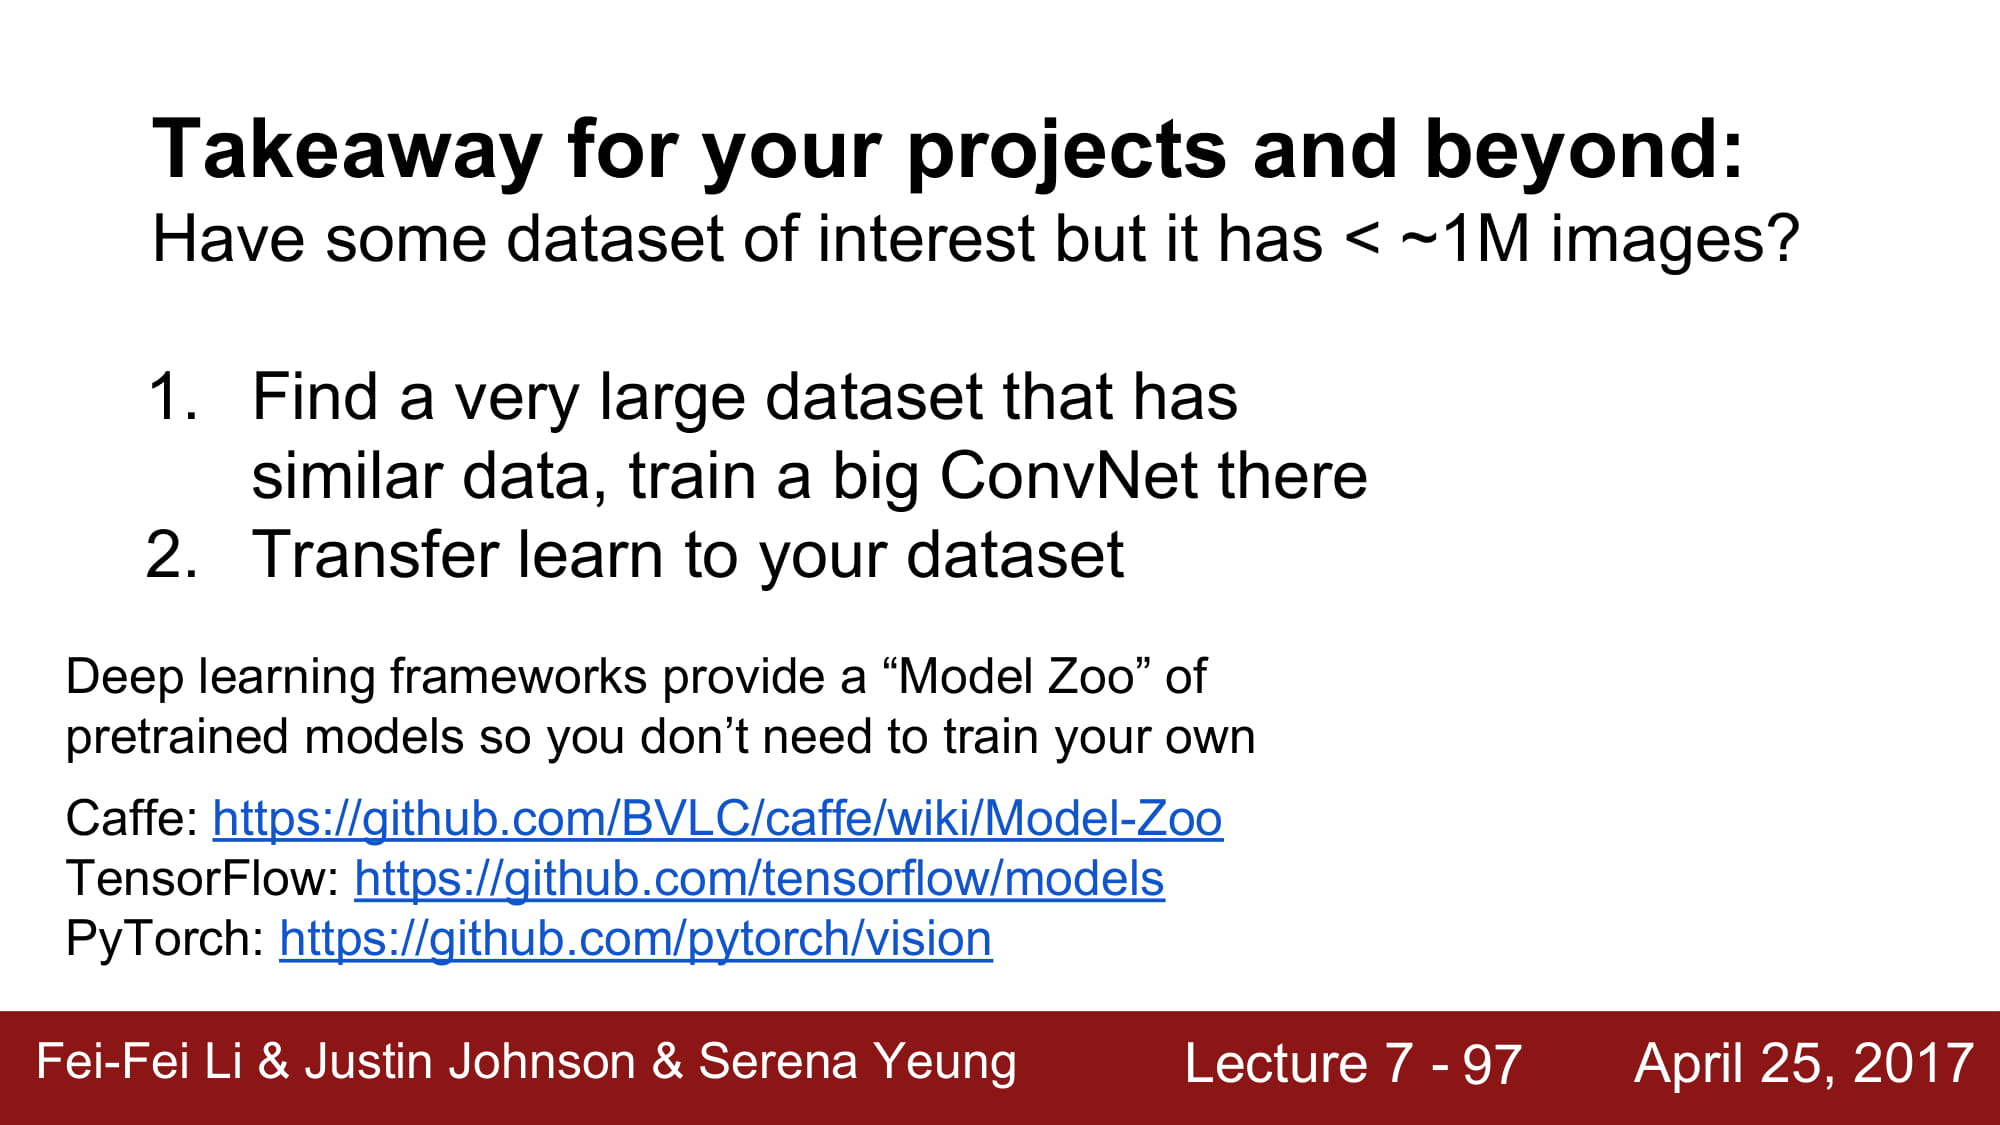 Takeaway for your projects and beyond:
Have some dataset of interest but it has < ~1M images?
1. Find a very large dataset that has
similar data, train a big ConvNet there
2. Transfer learn to your dataset
Deep learning frameworks provide a “Model Zoo” of
pretrained models so you don’t need to train your own
Caffe: https://github.com/BVLC/caffe/wiki/Model-Zoo
TensorFlow: https://github.com/tensorflow/models
PyTorch: https://github.com/pytorch/vision
Fei-Fei Li & Justin Johnson & Serena Yeung Lecture 7 - 97 April 25, 2017